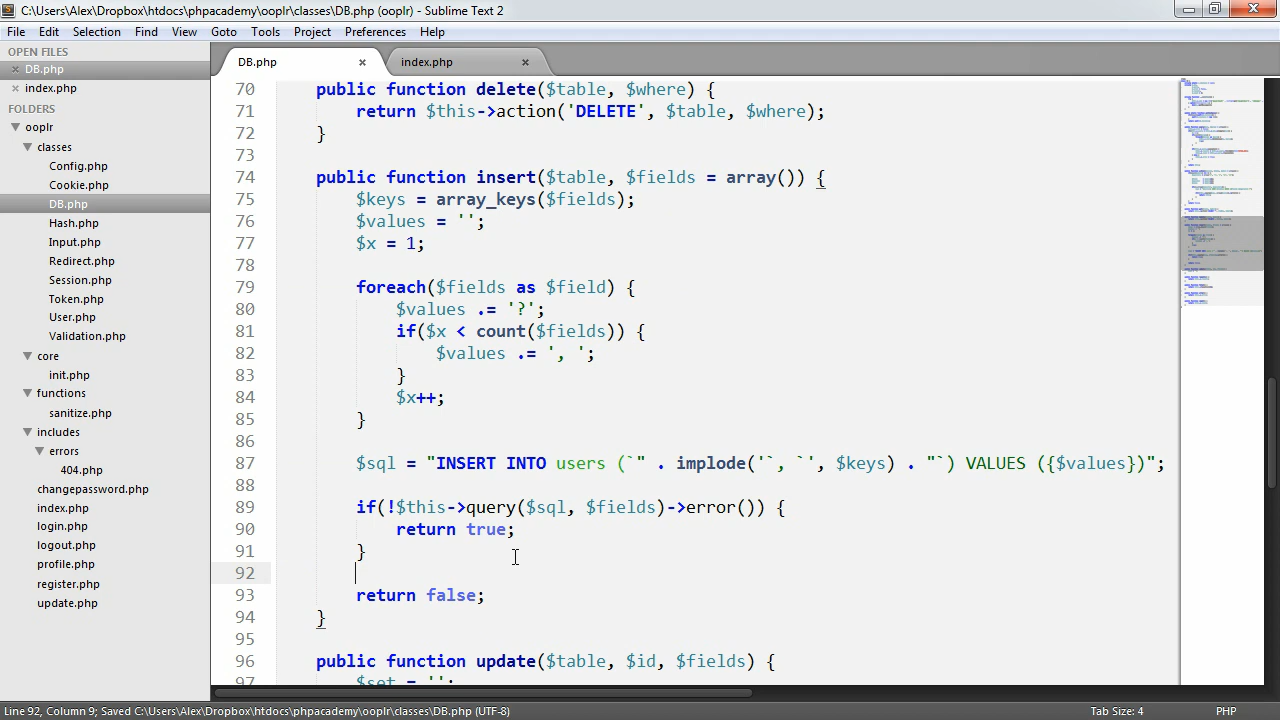 C:\Users\Alex\Dropbox\htdocs\phpacademy\ooplr\classes\DB.php (ooplr) - Sublime Text 2
File Edit Selection Find View Goto Tools Project Preferences Help
OPEN FILES
DB.php
index.php
FOLDERS
ooplr
classes
Config.php
Cookie.php
DB.php
Hash.php
Input.php
Redirect.php
Session.php
Token.php
User.php
Validation.php
core
init.php
functions
sanitize.php
includes
errors
404.php
changepassword.php
index.php
login.php
logout.php
profile.php
register.php
update.php
DB.php index.php
70 public function delete($table, $where) {
71 return $this->action('DELETE', $table, $where);
72 }
73
74 public function insert($table, $fields = array()) {
75 $keys = array_keys($fields);
76 $values = '';
77 $x = 1;
78
79 foreach($fields as $field) {
80 $values .= '?';
81 if($x < count($fields)) {
82 $values .= ', ';
83 }
84 $x++;
85 }
86
87 $sql = "INSERT INTO users (`" . implode('`, `', $keys) . "`) VALUES ({$values})";
88
89 if(!$this->query($sql, $fields)->error()) {
90 return true;
91 }
92
93 return false;
94 }
95
96 public function update($table, $id, $fields) {
97 $set = '';
Line 92, Column 9; Saved C:\Users\Alex\Dropbox\htdocs\phpacademy\ooplr\classes\DB.php (UTF-8)
Tab Size: 4
PHP